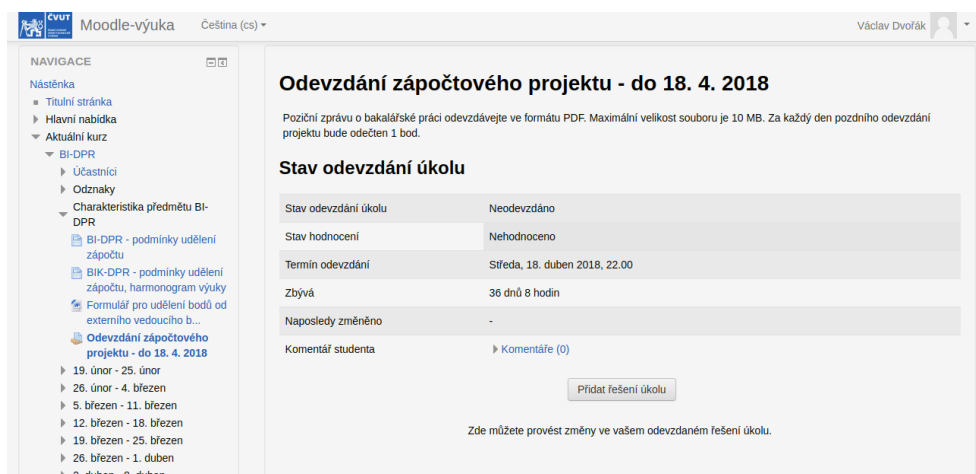 ČVUT
Moodle-výuka
Čeština (cs)
Václav Dvořák
NAVIGACE
Nástěnka
Titulní stránka
Hlavní nabídka
Aktuální kurz
BI-DPR
Účastníci
Odznaky
Charakteristika předmětu BI-
DPR
BI-DPR - podmínky udělení
zápočtu
BIK-DPR - podmínky udělení
zápočtu, harmonogram výuky
Formulář pro udělení bodů od
externího vedoucího b...
Odevzdání zápočtového
projektu - do 18. 4. 2018
19. únor - 25. únor
26. únor - 4. březen
5. březen - 11. březen
12. březen - 18. březen
19. březen - 25. březen
26. březen - 1. duben
2. duben - 8. duben
Odevzdání zápočtového projektu - do 18. 4. 2018
Poziční zprávu o bakalářské práci odevzdávejte ve formátu PDF. Maximální velikost souboru je 10 MB. Za každý den pozdního odevzdání
projektu bude odečten 1 bod.
Stav odevzdání úkolu
Stav odevzdání úkolu Neodevzdáno
Stav hodnocení Nehodnoceno
Termín odevzdání Středa, 18. duben 2018, 22.00
Zbývá 36 dnů 8 hodin
Naposledy změněno -
Komentář studenta Komentáře (0)
Přidat řešení úkolu
Zde můžete provést změny ve vašem odevzdaném řešení úkolu.